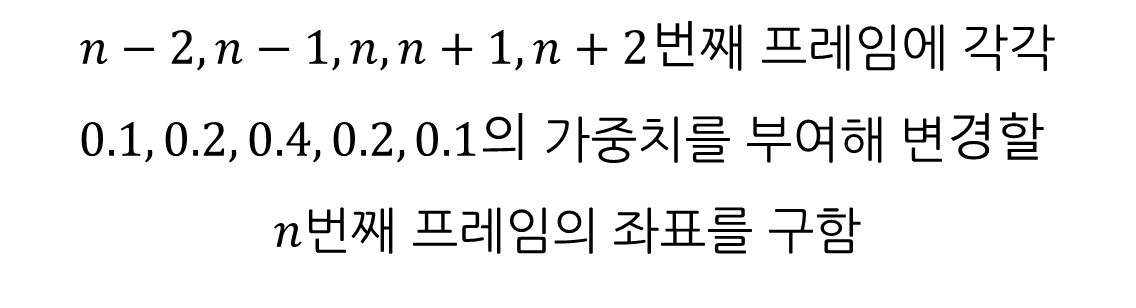 n − 2, n − 1, n, n + 1, n + 2번째 프레임에 각각
0.1, 0.2, 0.4, 0.2, 0.1의 가중치를 부여해 변경할
n번째 프레임의 좌표를 구함